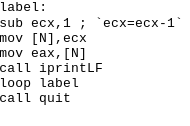 label:
sub ecx,1 ; `ecx=ecx-1`
mov [N],ecx
mov eax,[N]
call iprintLF
loop label
call quit